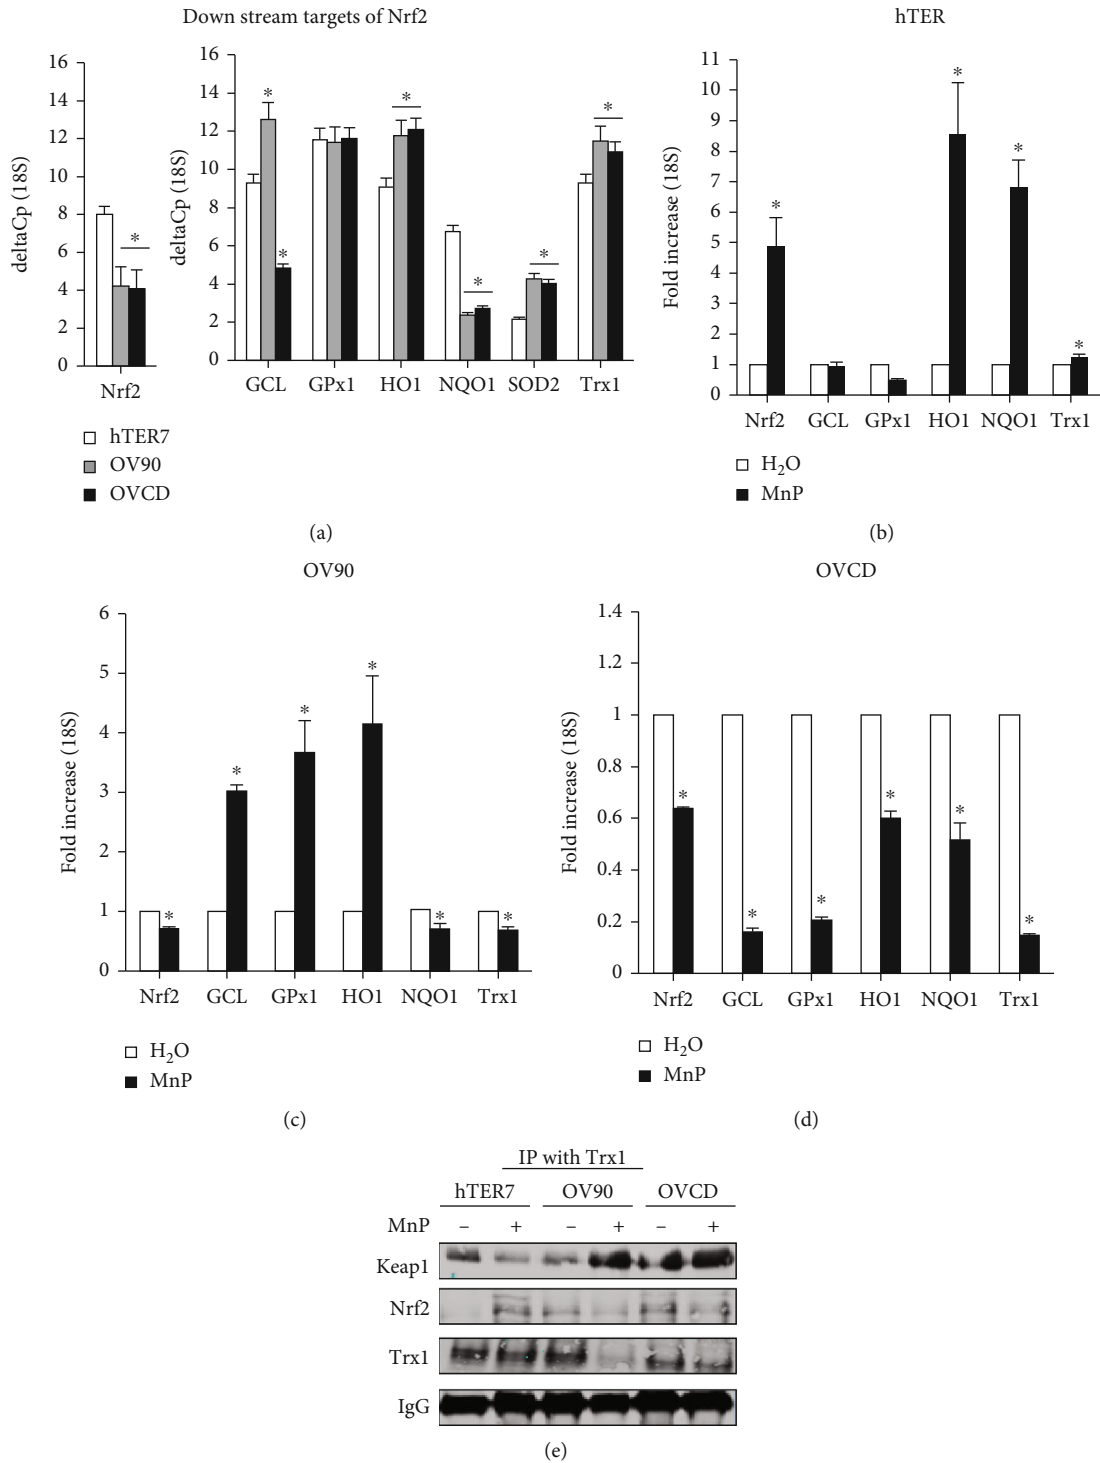 Down stream targets of Nrf2
deltaCp (18S)
16
14
12
10
8
6
4
2
0
*
Nrf2
deltaCp (18S)
16
14
12
10
8
6
4
2
0
* * * * * *
GCL GPx1 HO1 NQO1 SOD2 Trx1
hTER7
OV90
OVCD
(a)
hTER
Fold increase (18S)
11
10
9
8
7
6
5
4
3
2
1
0
* * * *
Nrf2 GCL GPx1 HO1 NQO1 Trx1
H₂O
MnP
(b)
OV90
Fold increase (18S)
6
5
4
3
2
1
0
* * * * * *
Nrf2 GCL GPx1 HO1 NQO1 Trx1
H₂O
MnP
(c)
OVCD
Fold increase (18S)
1.4
1.2
1
0.8
0.6
0.4
0.2
0
* * * * * *
Nrf2 GCL GPx1 HO1 NQO1 Trx1
H₂O
MnP
(d)
IP with Trx1
hTER7 OV90 OVCD
MnP – + – + – +
Keap1
Nrf2
Trx1
IgG
(e)